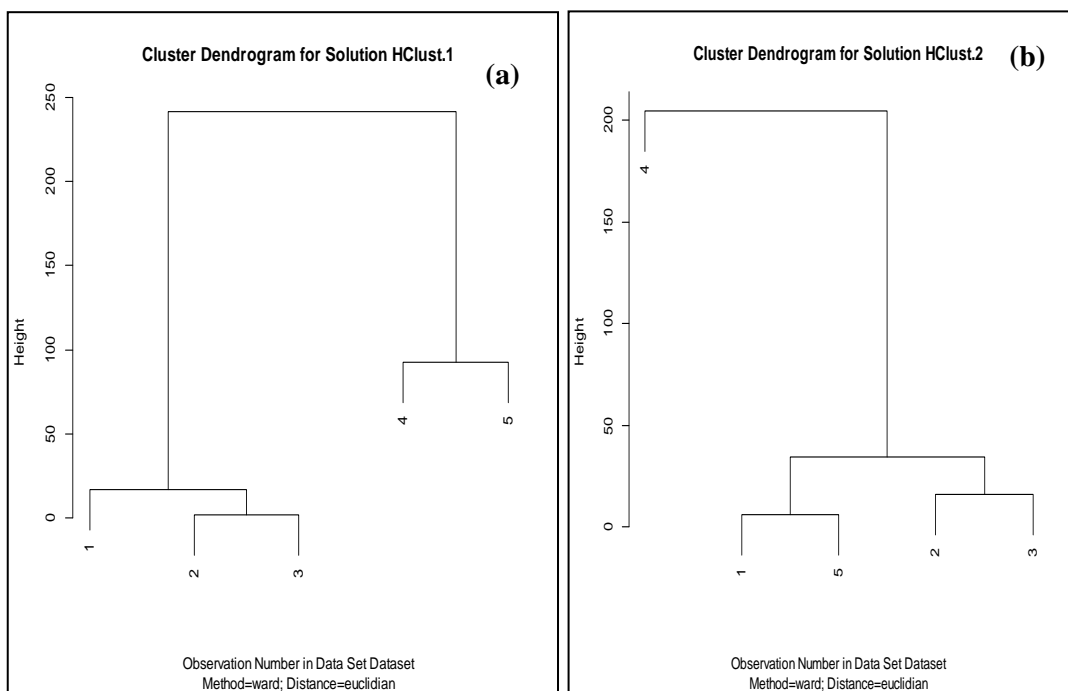 Cluster Dendrogram for Solution HClust.1
(a)
Height
250
200
150
100
50
0
1
2
3
4
5
Observation Number in Data Set Dataset
Method=ward; Distance=euclidian
Cluster Dendrogram for Solution HClust.2
(b)
Height
200
150
100
50
0
4
1
5
2
3
Observation Number in Data Set Dataset
Method=ward; Distance=euclidian